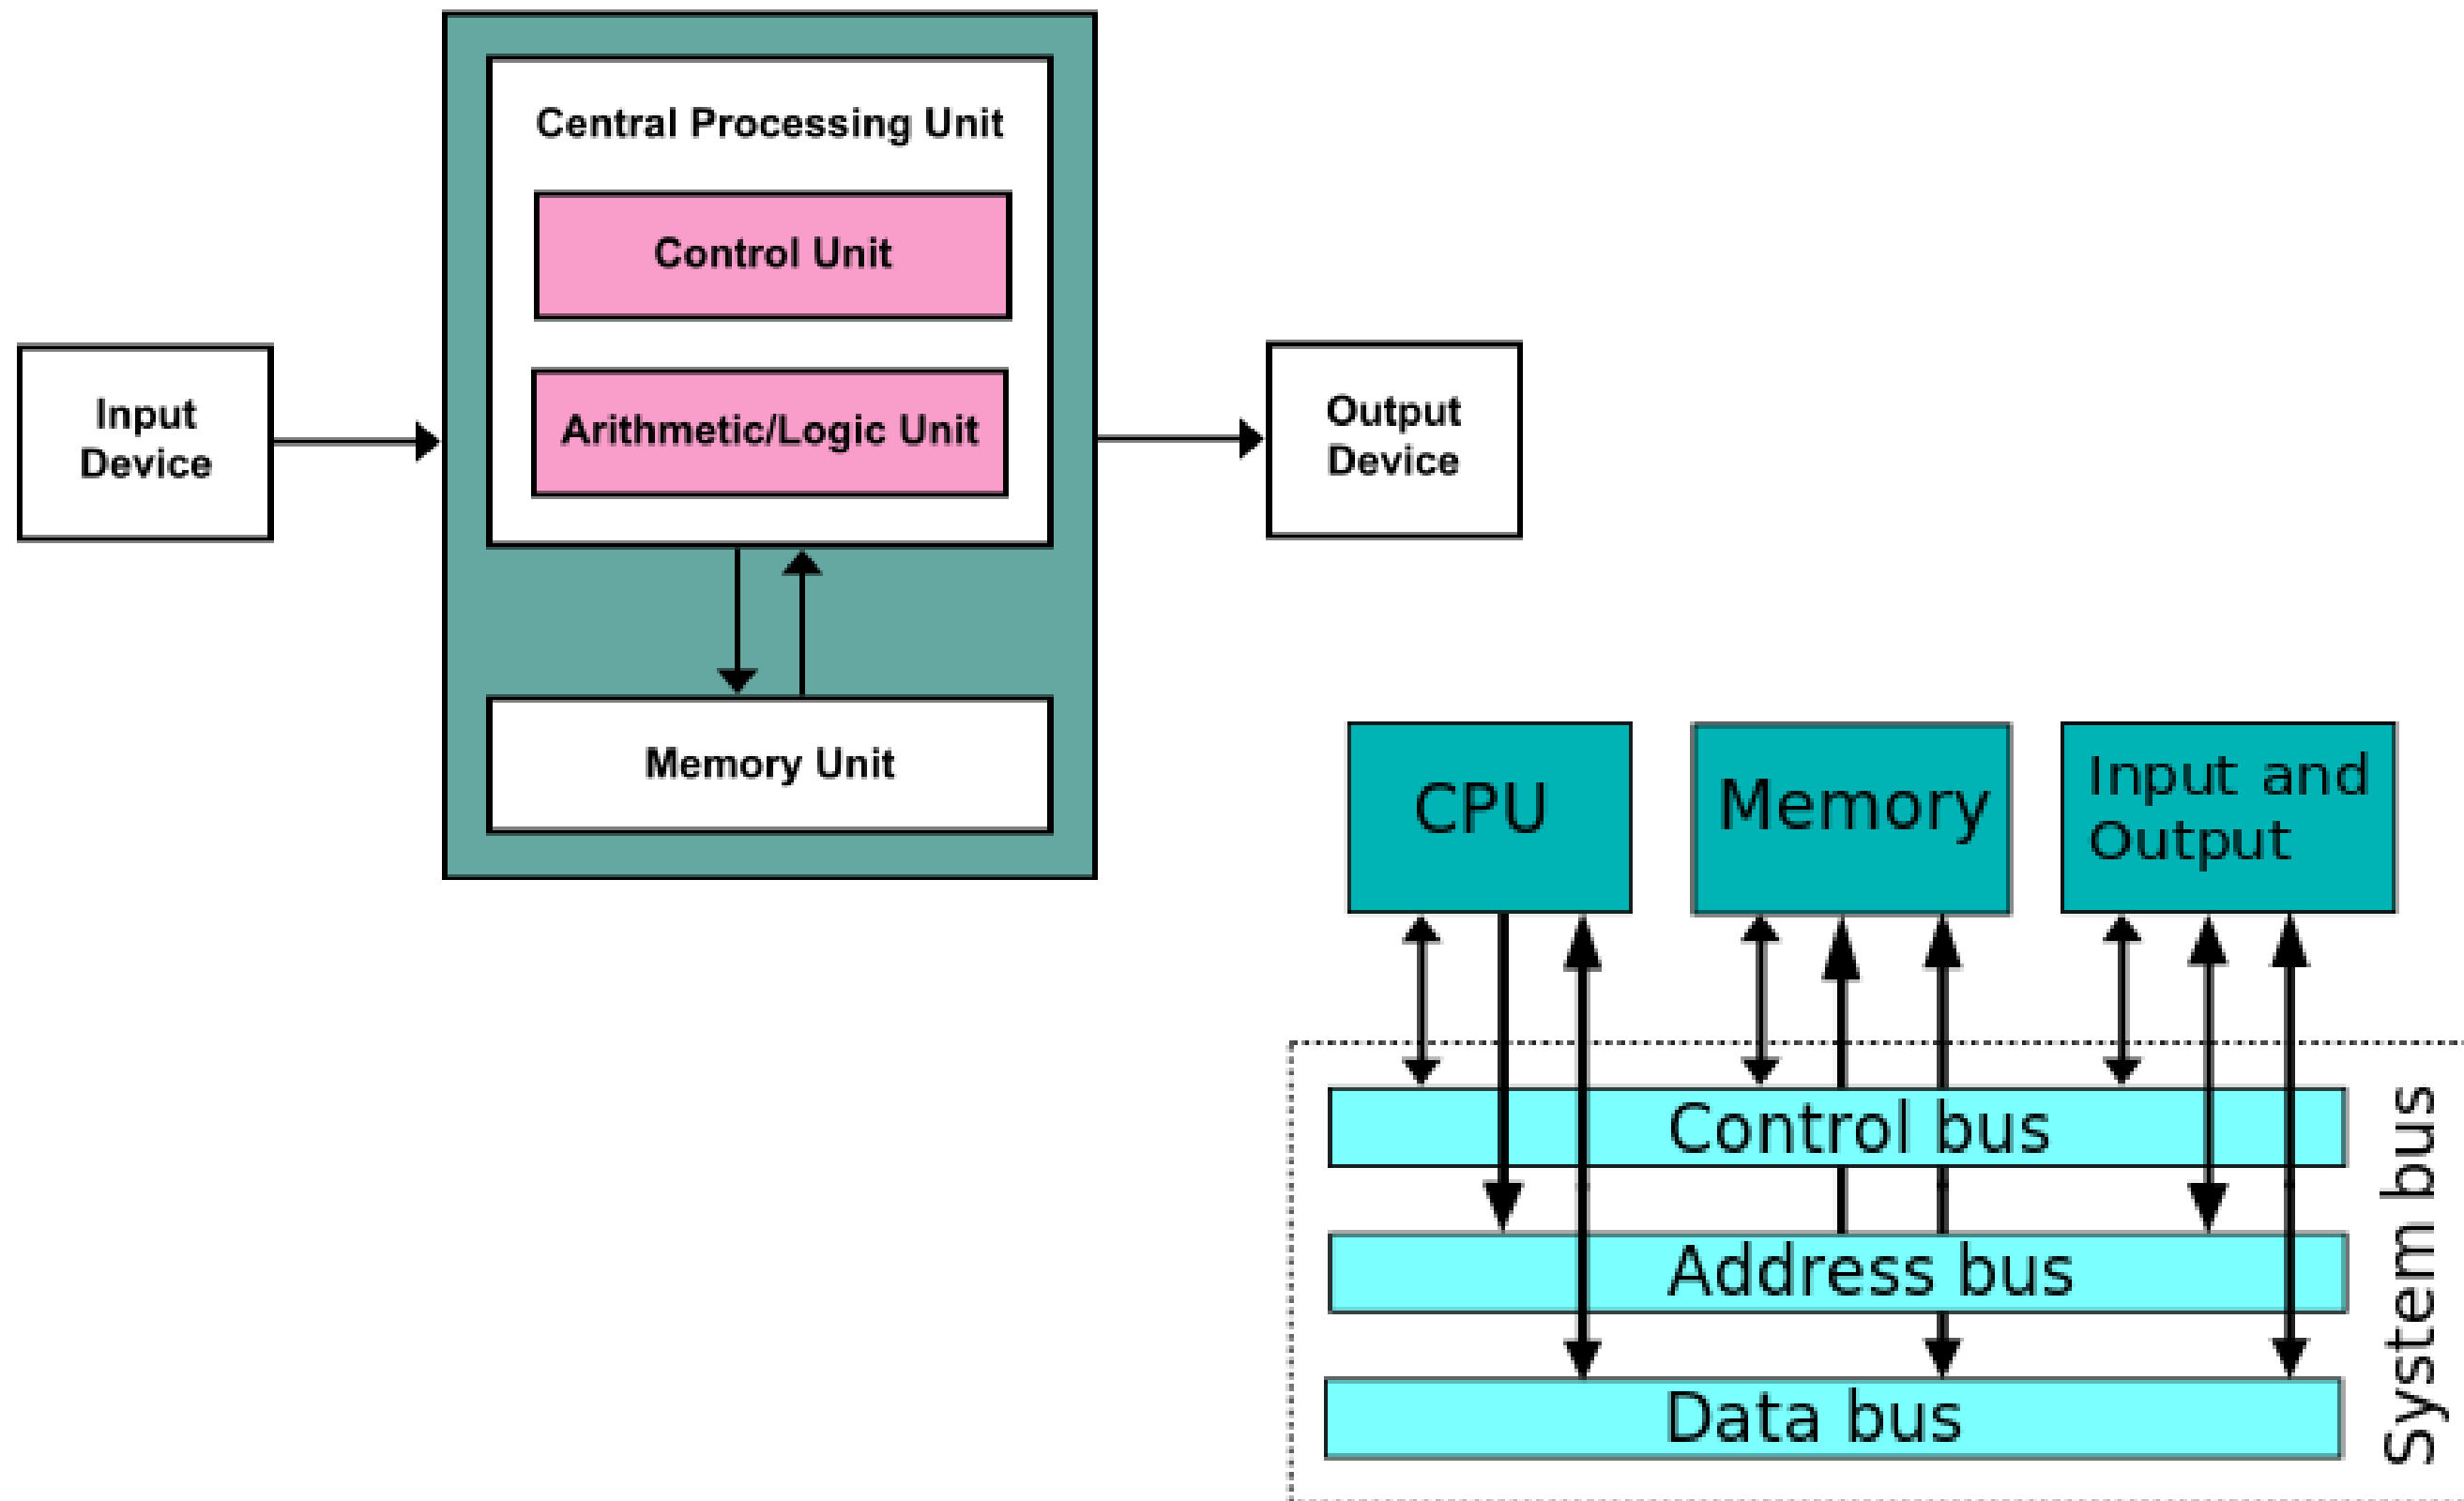 Central Processing Unit
Control Unit
Arithmetic/Logic Unit
Input
Device
Output
Device
Memory Unit
CPU
Memory
Input and
Output
Control bus
Address bus
Data bus
System bus